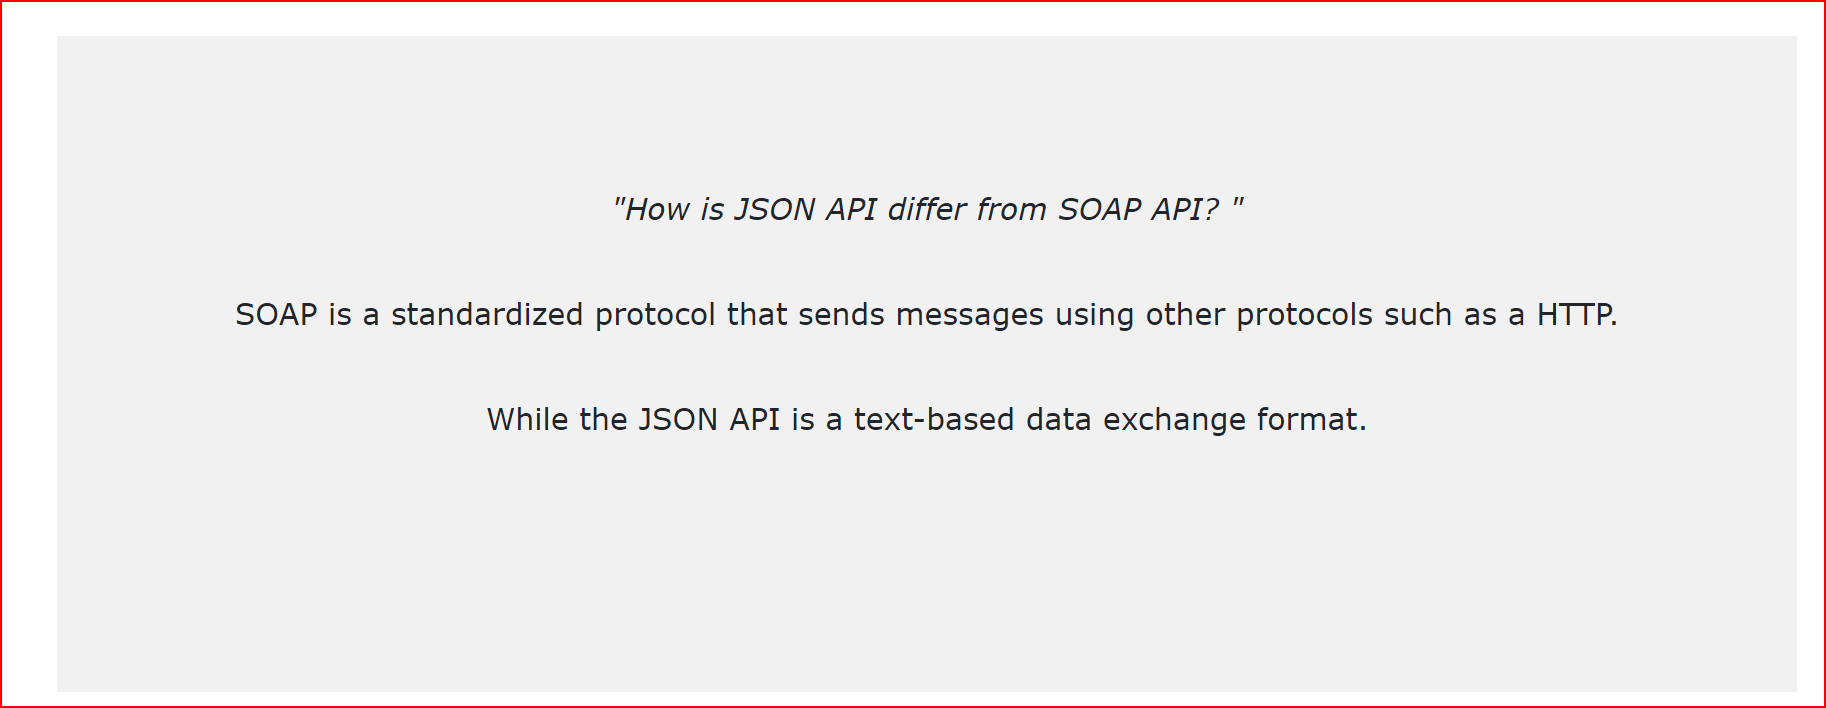 "How is JSON API differ from SOAP API? "
SOAP is a standardized protocol that sends messages using other protocols such as a HTTP.
While the JSON API is a text-based data exchange format.